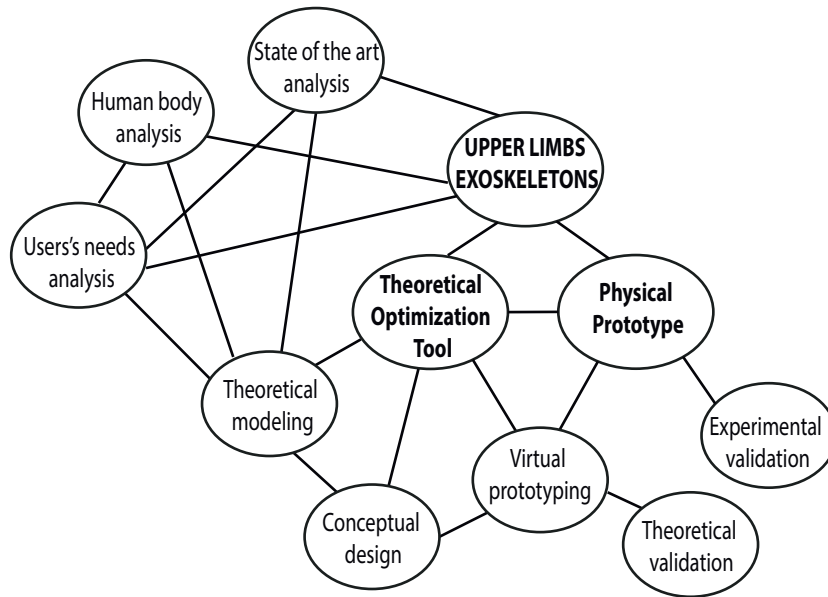 State of the art
analysis
Human body
analysis
UPPER LIMBS
EXOSKELETONS
Users's needs
analysis
Theoretical
Optimization
Tool
Physical
Prototype
Theoretical
modeling
Experimental
validation
Virtual
prototyping
Conceptual
design
Theoretical
validation